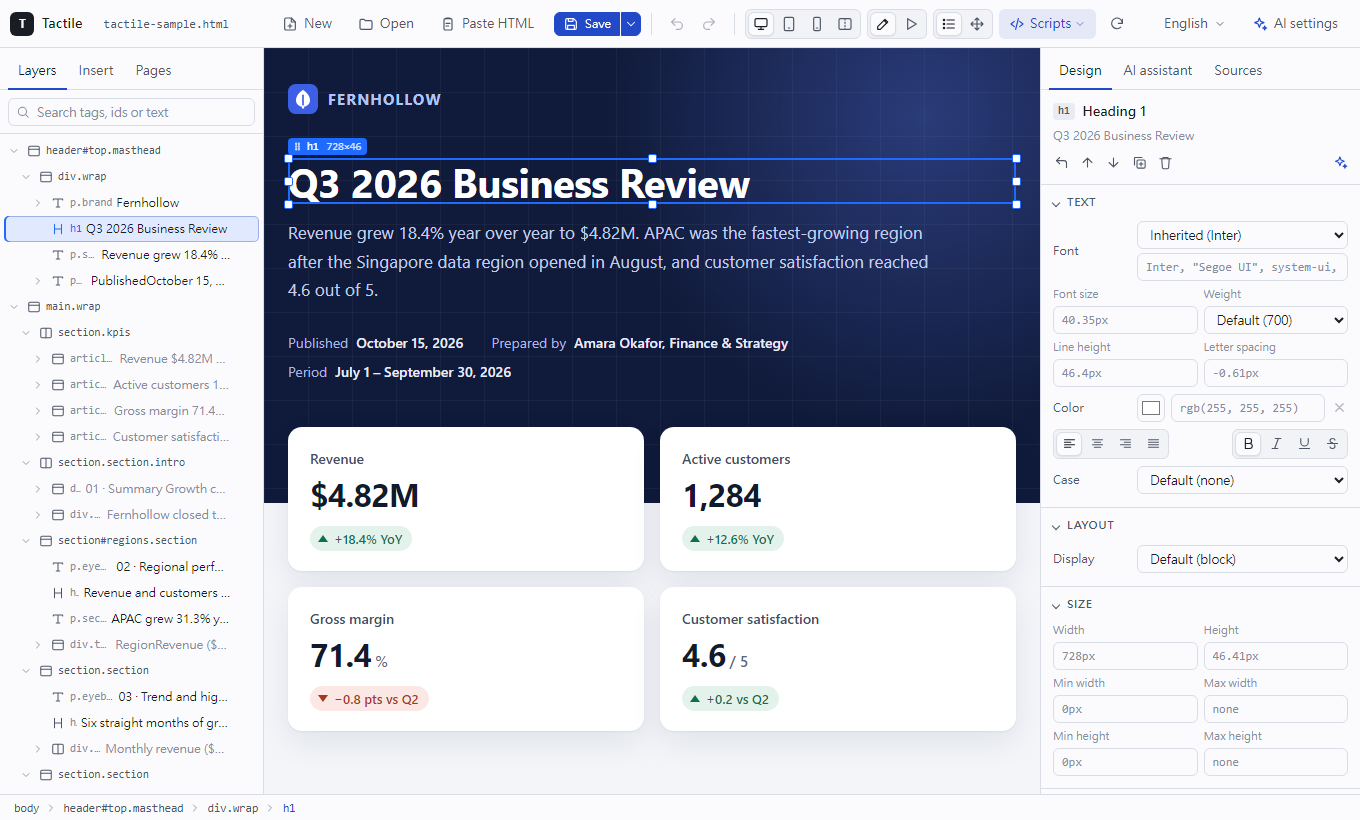 T Tactile tactile-sample.html New Open Paste HTML Save Scripts English AI settings
Layers Insert Pages
Search tags, ids or text
header#top.masthead
div.wrap
p.brand Fernhollow
h1 Q3 2026 Business Review
p.s… Revenue grew 18.4% …
p… PublishedOctober 15, …
main.wrap
section.kpis
articl… Revenue $4.82M …
artic… Active customers 1…
artic… Gross margin 71.4…
artic… Customer satisfacti…
section.section.intro
d… 01 · Summary Growth c…
div.… Fernhollow closed t…
section#regions.section
p.eye… 02 · Regional perf…
h. Revenue and customers …
p.sec… APAC grew 31.3% y…
div.t… RegionRevenue ($…
section.section
p.eyeb… 03 · Trend and hig…
h. Six straight months of gr…
div.… Monthly revenue ($…
section.section
FERNHOLLOW
h1 728×46
Q3 2026 Business Review
Revenue grew 18.4% year over year to $4.82M. APAC was the fastest-growing region
after the Singapore data region opened in August, and customer satisfaction reached
4.6 out of 5.
Published October 15, 2026 Prepared by Amara Okafor, Finance & Strategy
Period July 1 – September 30, 2026
Revenue
$4.82M
+18.4% YoY
Active customers
1,284
+12.6% YoY
Gross margin
71.4 %
−0.8 pts vs Q2
Customer satisfaction
4.6 / 5
+0.2 vs Q2
Design AI assistant Sources
h1 Heading 1
Q3 2026 Business Review
TEXT
Font Inherited (Inter)
Inter, "Segoe UI", system-ui,
Font size Weight
40.35px Default (700)
Line height Letter spacing
46.4px -0.61px
Color rgb(255, 255, 255)
B I U S
Case Default (none)
LAYOUT
Display Default (block)
SIZE
Width Height
728px 46.41px
Min width Max width
0px none
Min height Max height
0px none
body header#top.masthead div.wrap h1